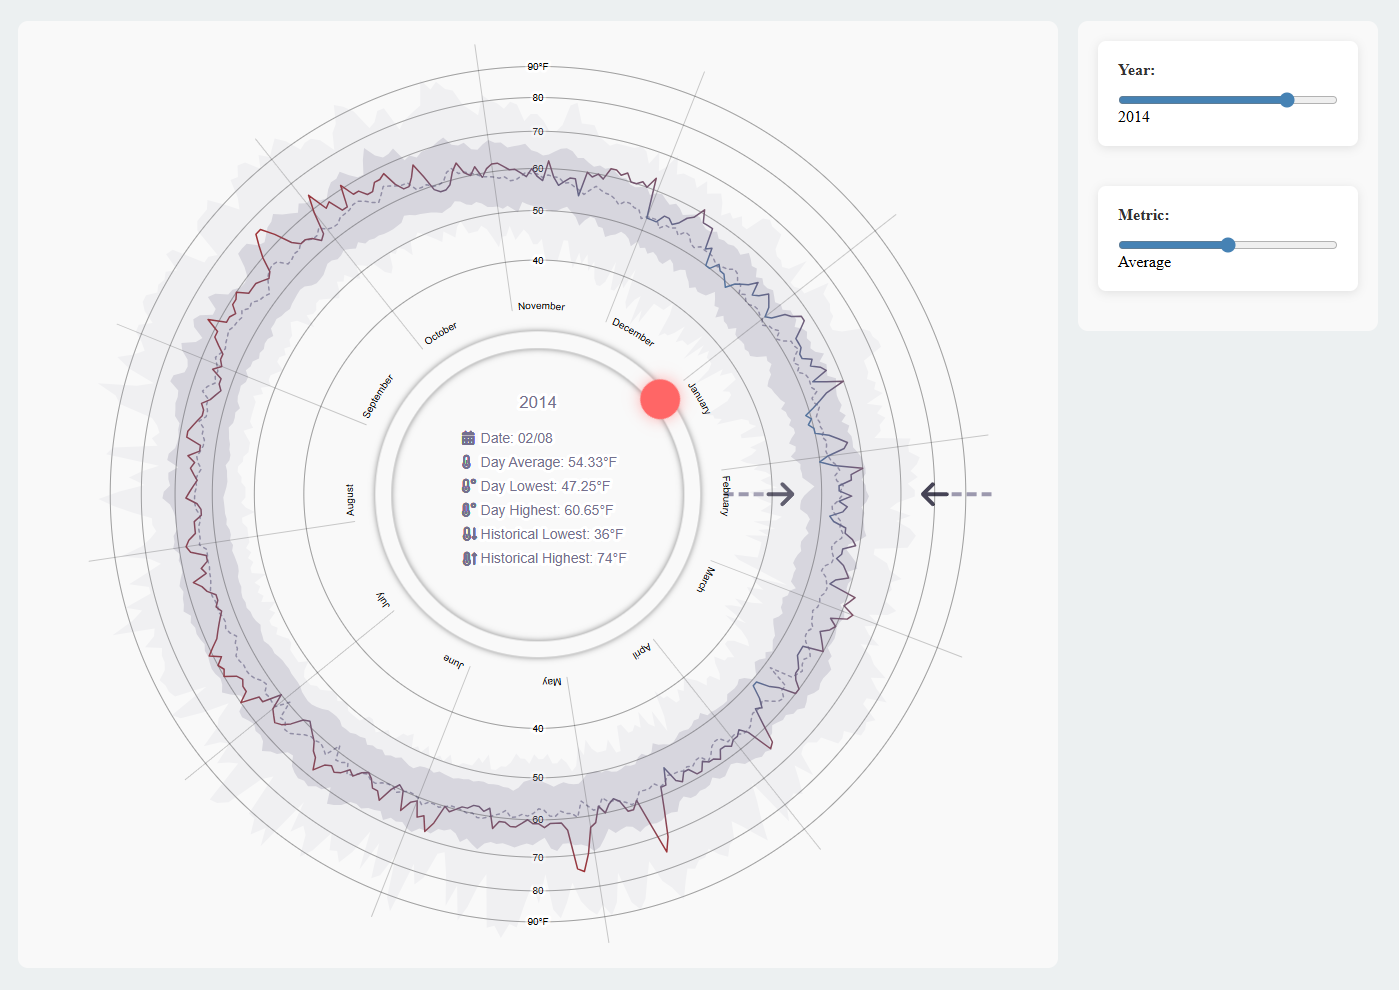 90°F
80
70
60
50
40
November
October
December
September
January
August
February
July
March
June
April
May
40
50
60
70
80
90°F
2014
Date: 02/08
Day Average: 54.33°F
Day Lowest: 47.25°F
Day Highest: 60.65°F
Historical Lowest: 36°F
Historical Highest: 74°F
Year:
2014
Metric:
Average